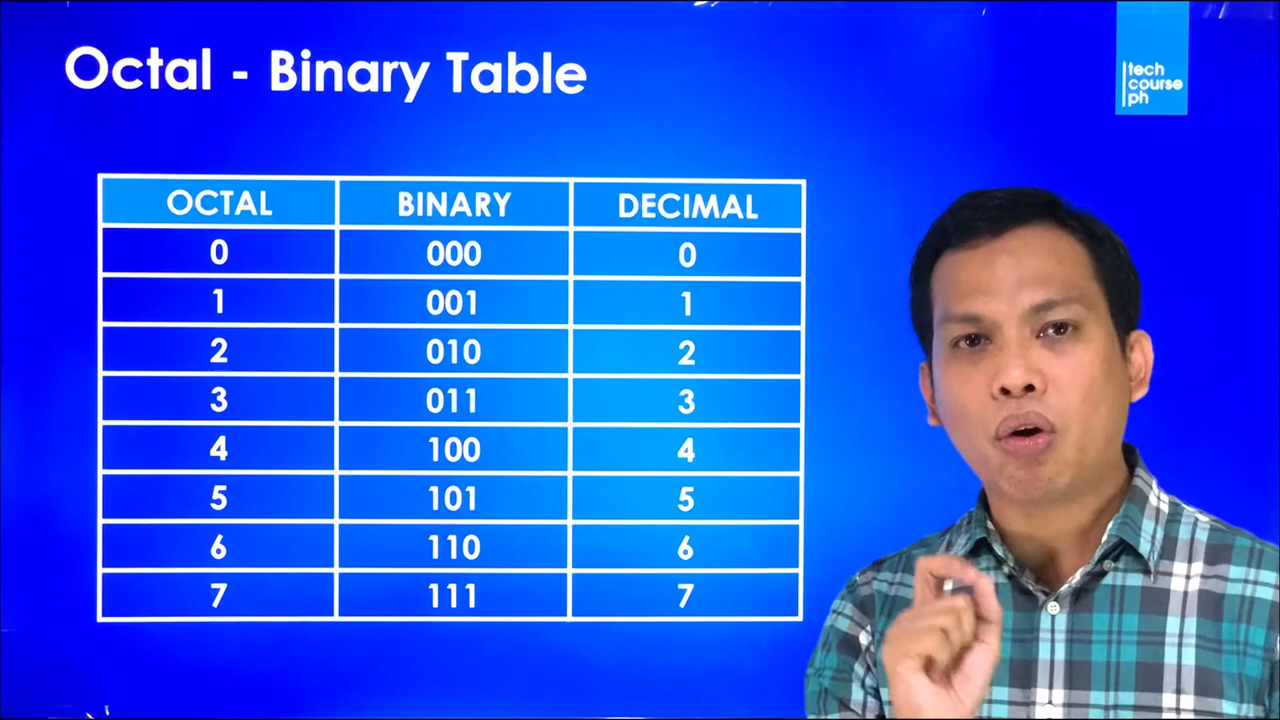 Octal - Binary Table
tech
course
ph
OCTAL BINARY DECIMAL
0 000 0
1 001 1
2 010 2
3 011 3
4 100 4
5 101 5
6 110 6
7 111 7